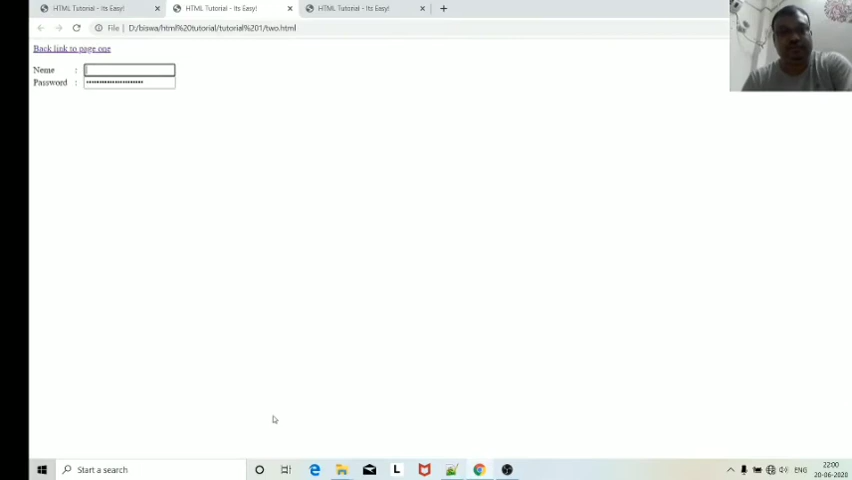 HTML Tutorial - Its Easy! HTML Tutorial - Its Easy! HTML Tutorial - Its Easy!
File | D:/biswa/html%20tutorial/tutorial%201/two.html
Back link to page one
Name :
Password : ••••••••••••••••••••••
Start a search
L
ENG
22:00
20-06-2020